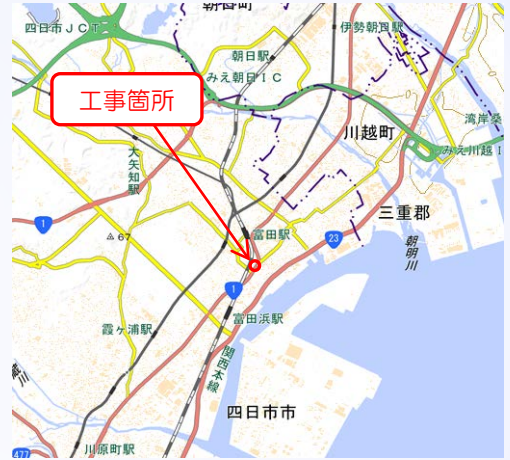 朝日町
四日市JCT
伊勢朝日駅
朝日駅
みえ朝日IC
工事箇所
湾岸桑
川越町
みえ川越I
大矢知駅
三重郡
1
67
富田駅
23
朝明川
1
富田浜駅
霞ヶ浦駅
関西本線
四日市市
川原町駅
477